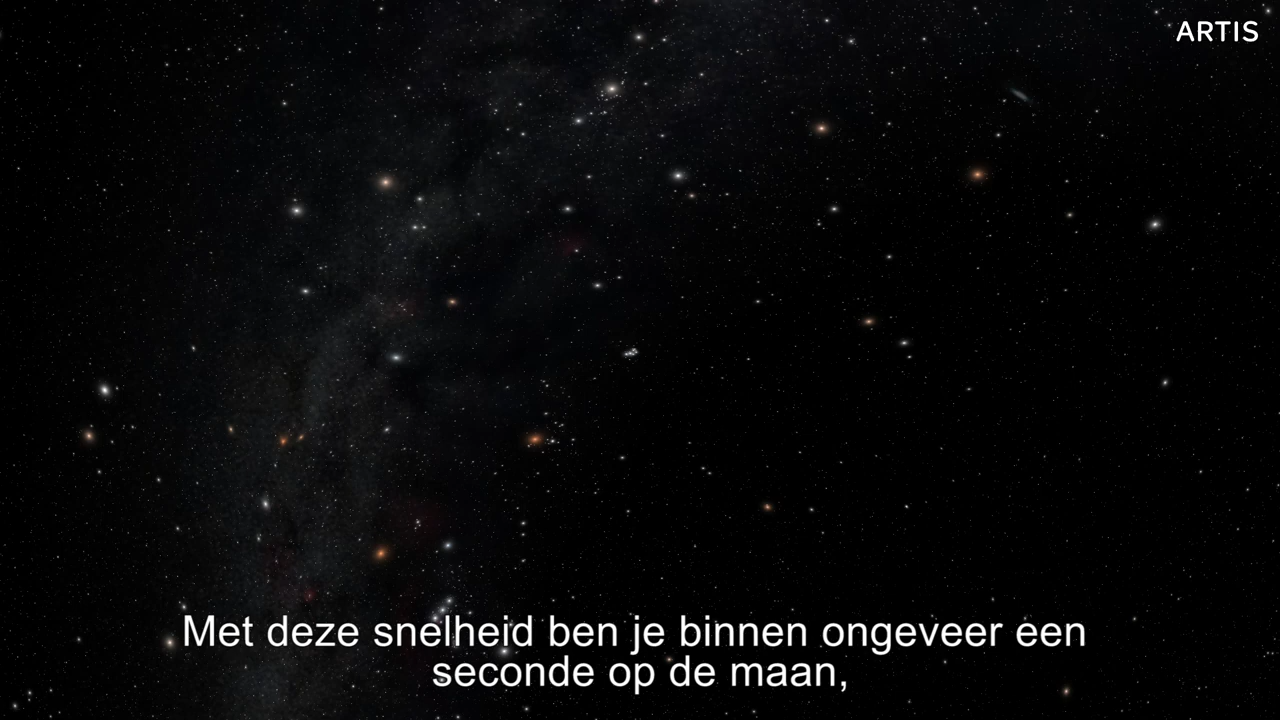 ARTIS
Met deze snelheid ben je binnen ongeveer een
seconde op de maan,